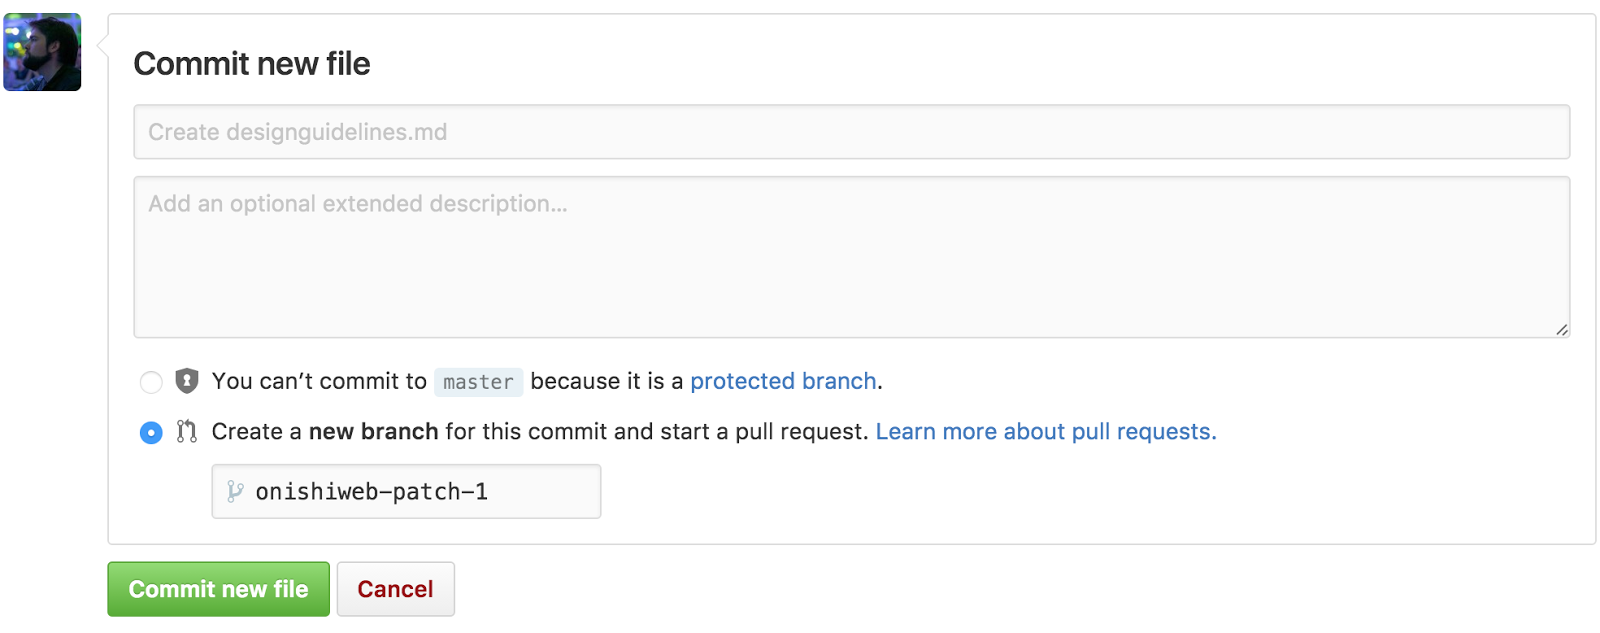 Commit new file
Create designguidelines.md
Add an optional extended description...
You can’t commit to master because it is a protected branch.
Create a new branch for this commit and start a pull request. Learn more about pull requests.
onishiweb-patch-1
Commit new file Cancel